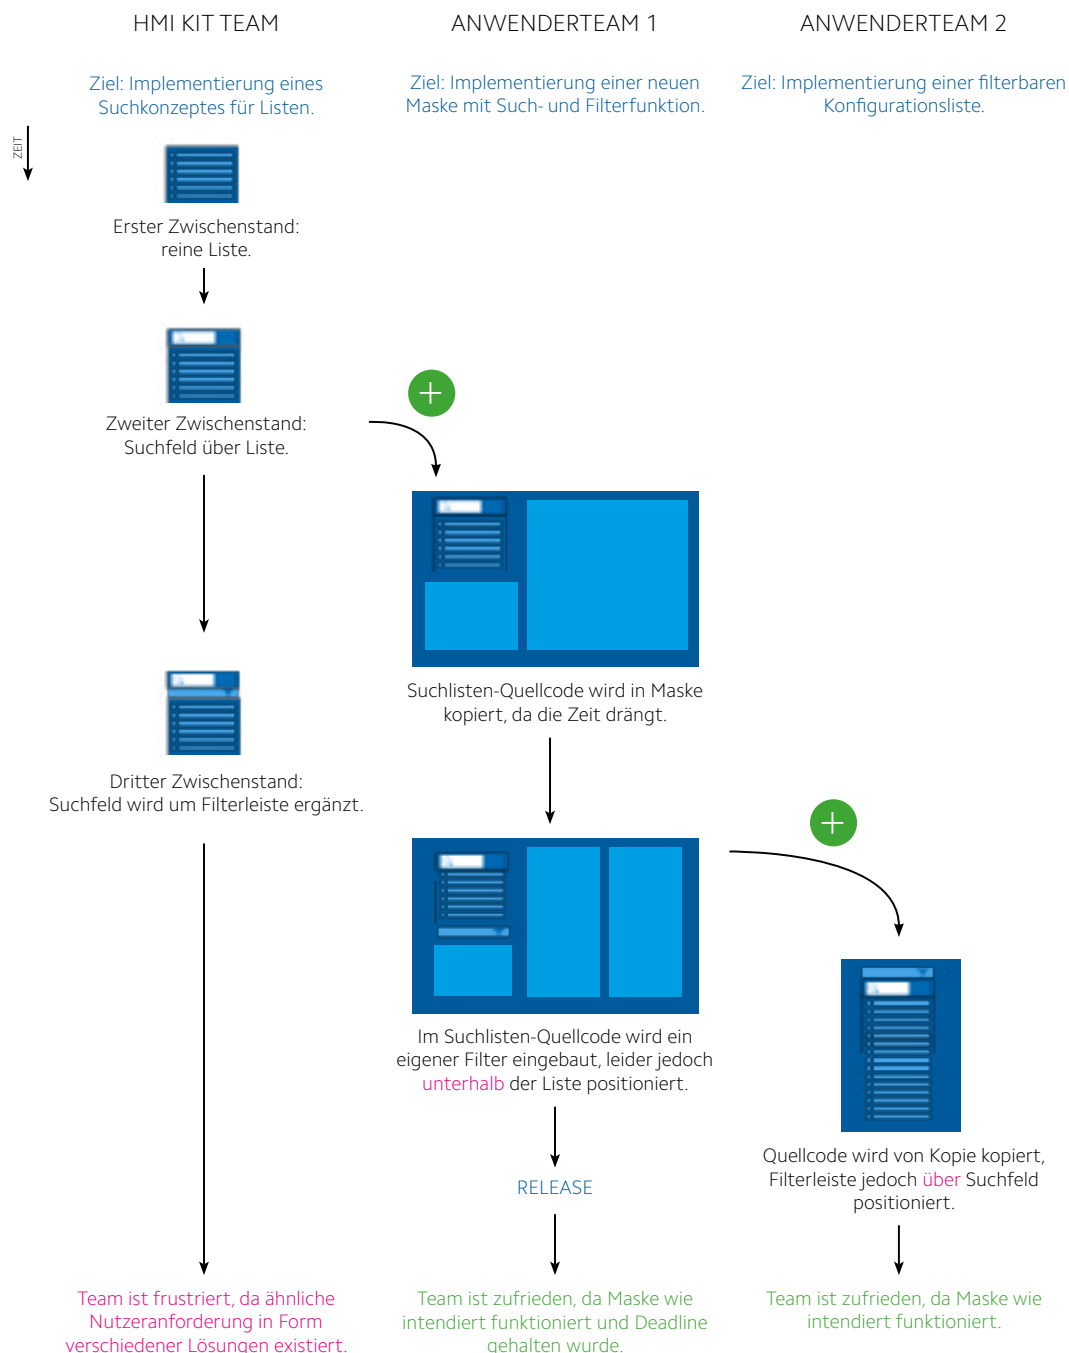 HMI KIT TEAM
Ziel: Implementierung eines
Suchkonzeptes für Listen.
ZEIT
Erster Zwischenstand:
reine Liste.
Zweiter Zwischenstand:
Suchfeld über Liste.
Dritter Zwischenstand:
Suchfeld wird um Filterleiste ergänzt.
Team ist frustriert, da ähnliche
Nutzeranforderung in Form
verschiedener Lösungen existiert.
ANWENDERTEAM 1
Ziel: Implementierung einer neuen
Maske mit Such- und Filterfunktion.
Suchlisten-Quellcode wird in Maske
kopiert, da die Zeit drängt.
Im Suchlisten-Quellcode wird ein
eigener Filter eingebaut, leider jedoch
unterhalb der Liste positioniert.
RELEASE
Team ist zufrieden, da Maske wie
intendiert funktioniert und Deadline
gehalten wurde.
ANWENDERTEAM 2
Ziel: Implementierung einer filterbaren
Konfigurationsliste.
Quellcode wird von Kopie kopiert,
Filterleiste jedoch über Suchfeld
positioniert.
Team ist zufrieden, da Maske wie
intendiert funktioniert.